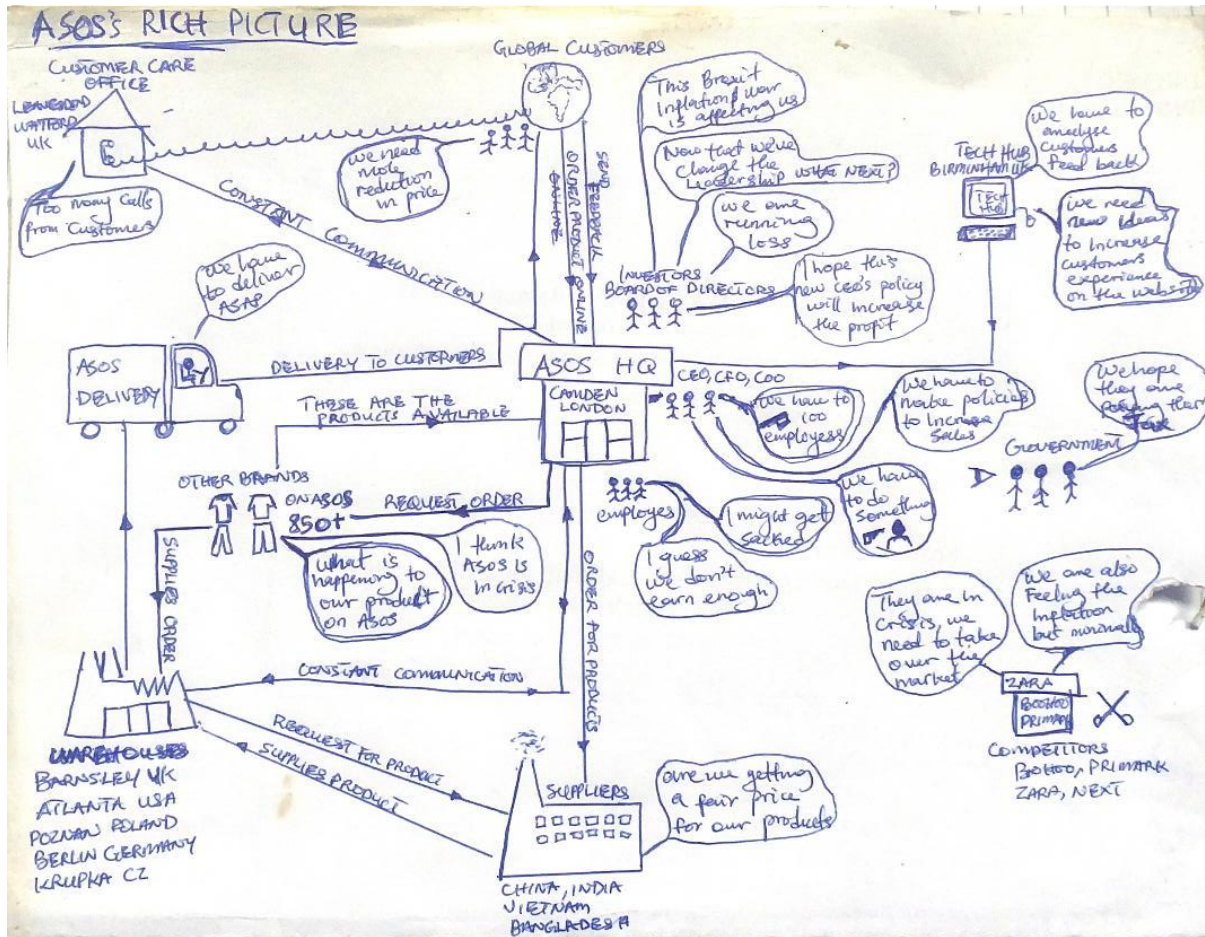 ASOS's RICH PICTURE
CUSTOMER CARE
OFFICE
WATFORD
UK
Too many calls
from customers
GLOBAL CUSTOMERS
we need
more
reduction
in price
This Brexit
Inflation, war
is affecting us
Now that we've
change the
Leadership WHAT NEXT?
we are
running
loss
INVESTORS
BOARD OF DIRECTORS
I hope this
new CEO's policy
will increase
the profit
TECH HUB
TECH
HUB
We have to
analyse
customers
feed back
we need
new ideas
to increase
customers
experience
on the website
CONSTANT COMMUNICATION
ORDER PRODUCT ONLINE
SEND FEEDBACK
We have
to deliver
ASAP
ASOS
DELIVERY
DELIVERY TO CUSTOMERS
THESE ARE THE
PRODUCTS AVAILABLE
ASOS HQ
CAMDEN
LONDON
CEO, CFO, COO
We have to
100
employess
We have to
make policies
to increase
sales
we have
to do
something
GOVERNMENT
We hope
they are
paying their
Tax
OTHER BRANDS
ON ASOS
850+
REQUEST ORDER
What is
happening to
our product
on ASOS
I think
ASOS is
in crisis
employes
I might get
sacked
I guess
we don't
earn enough
SUPPLIES ORDER
CONSTANT COMMUNICATION
ORDER FOR PRODUCTS
They are in
crisis, we
need to take
over the
market
We are also
Feeling the
Inflation
but
ZARA
BOOHOO
PRIMARK
COMPETITORS
BOHOO, PRIMARK
ZARA, NEXT
WAREHOUSES
BARNSLEY UK
ATLANTA USA
POZNAN POLAND
BERLIN GERMANY
KRUPKA CZ
REQUEST FOR PRODUCT
SUPPLIES PRODUCT
SUPPLIERS
are we getting
a fair price
for our products
CHINA, INDIA
VIETNAM
BANGLADESH